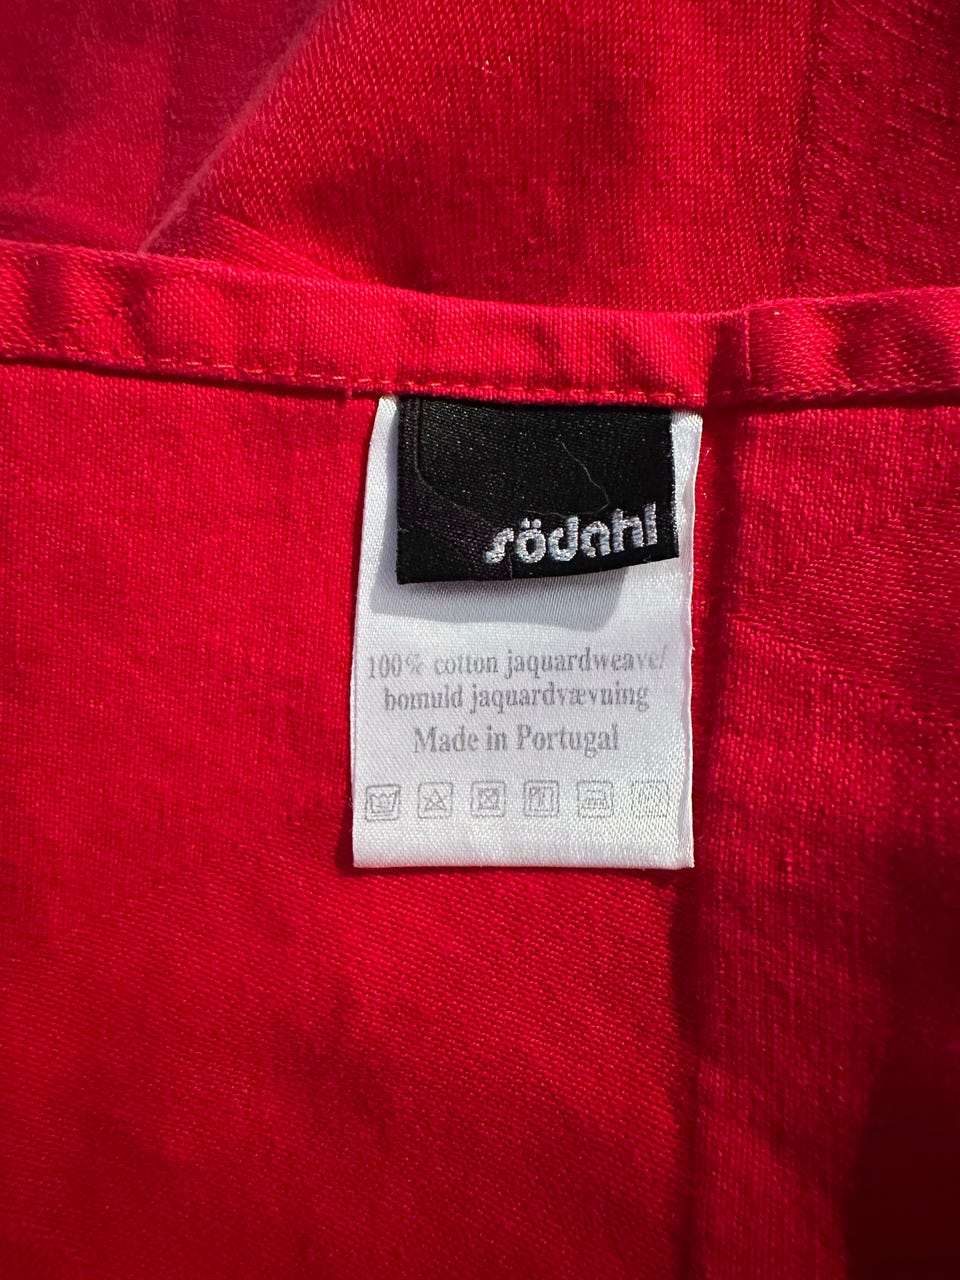 södahl
100% cotton jaquardweave/
bomuld jaquardvævning
Made in Portugal